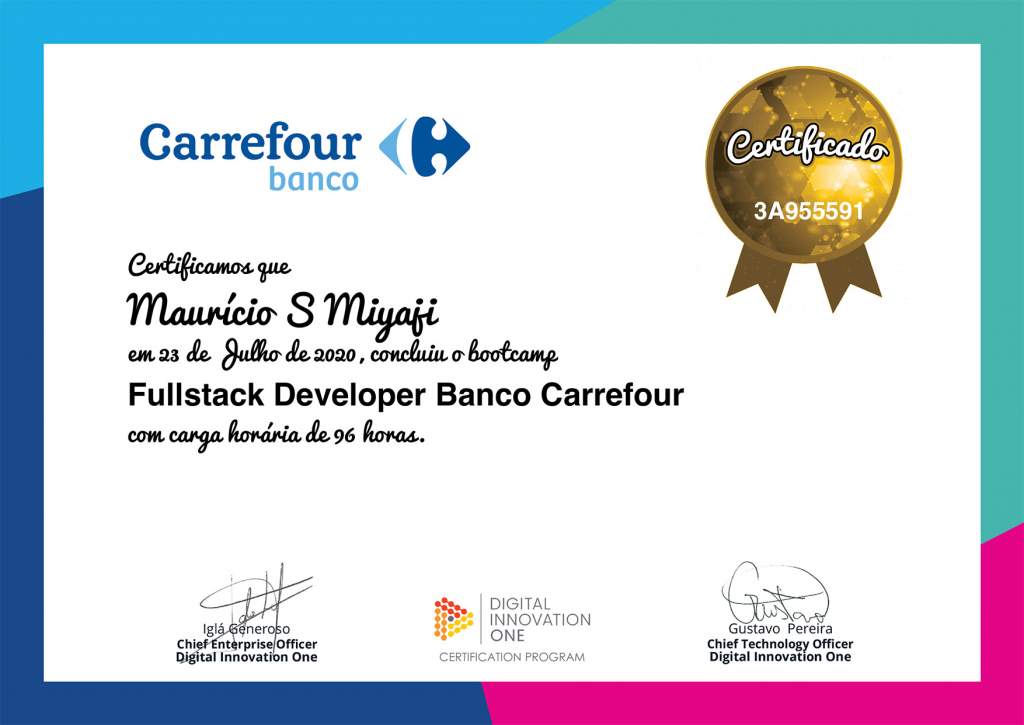 Carrefour
banco
Certificado
3A955591
Certificamos que
Maurício S Miyaji
em 23 de Julho de 2020, concluiu o bootcamp
Fullstack Developer Banco Carrefour
com carga horária de 96 horas.
Iglá Generoso
Chief Enterprise Officer
Digital Innovation One
DIGITAL
INNOVATION
ONE
CERTIFICATION PROGRAM
Gustavo Pereira
Chief Technology Officer
Digital Innovation One